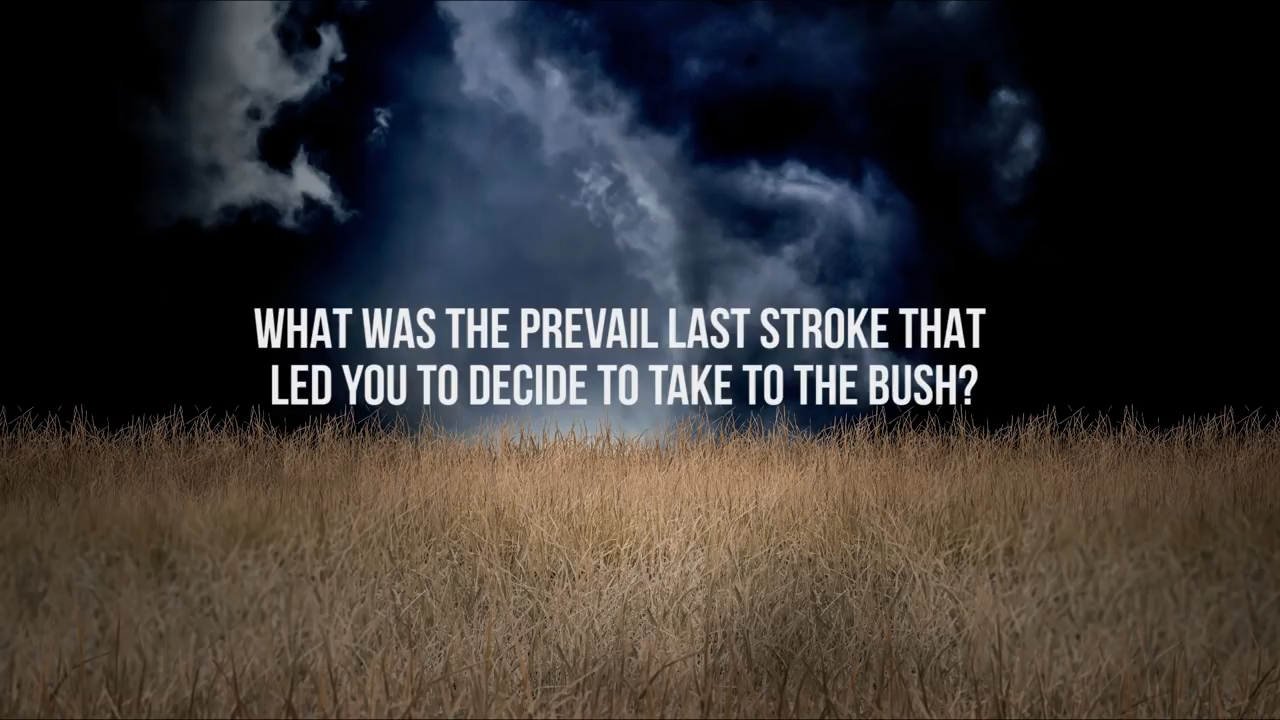 WHAT WAS THE PREVAIL LAST STROKE THAT
LED YOU TO DECIDE TO TAKE TO THE BUSH?